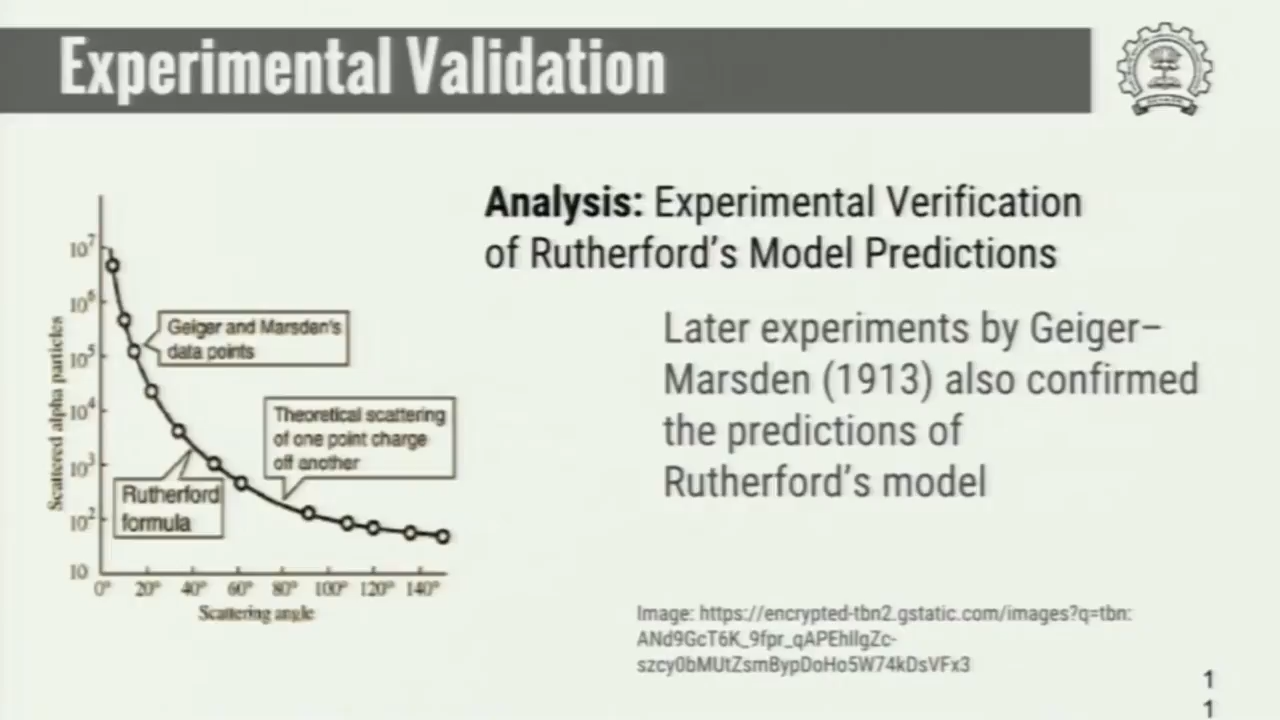 Experimental Validation
Analysis: Experimental Verification
of Rutherford's Model Predictions
Later experiments by Geiger–
Marsden (1913) also confirmed
the predictions of
Rutherford's model
10⁷
10⁶
10⁵
10⁴
10³
10²
10
Scattered alpha particles
Geiger and Marsden's
data points
Theoretical scattering
of one point charge
off another
Rutherford
formula
0° 20° 40° 60° 80° 100° 120° 140°
Scattering angle
Image: https://encrypted-tbn2.gstatic.com/images?q=tbn:
1
1